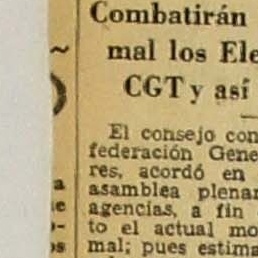 Combatirán
mal los Ele
CGT y así
El consejo con
federación Gene
res, acordó en
asamblea plenar
agencias, a fin
to el actual mo
mal; pues estima